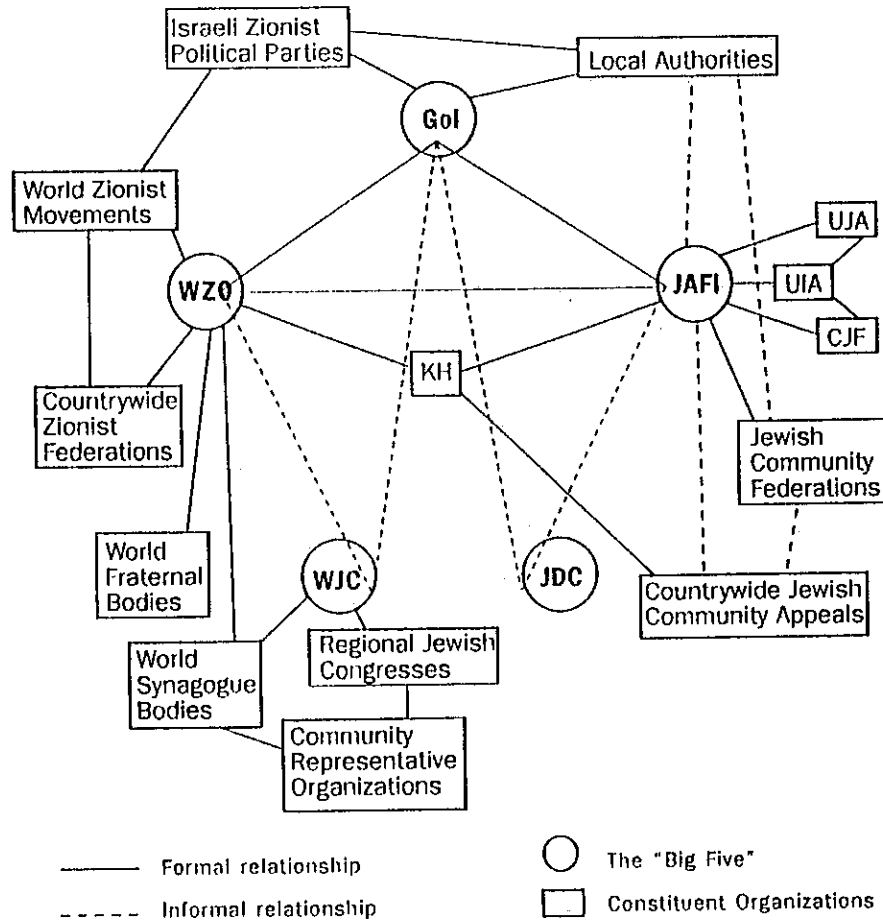 Israeli Zionist
Political Parties
Local Authorities
GoI
World Zionist
Movements
UJA
WZO
JAFI
UIA
CJF
KH
Countrywide
Zionist
Federations
Jewish
Community
Federations
World
Fraternal
Bodies
WJC
JDC
Countrywide Jewish
Community Appeals
Regional Jewish
Congresses
World
Synagogue
Bodies
Community
Representative
Organizations
Formal relationship
The "Big Five"
Informal relationship
Constituent Organizations